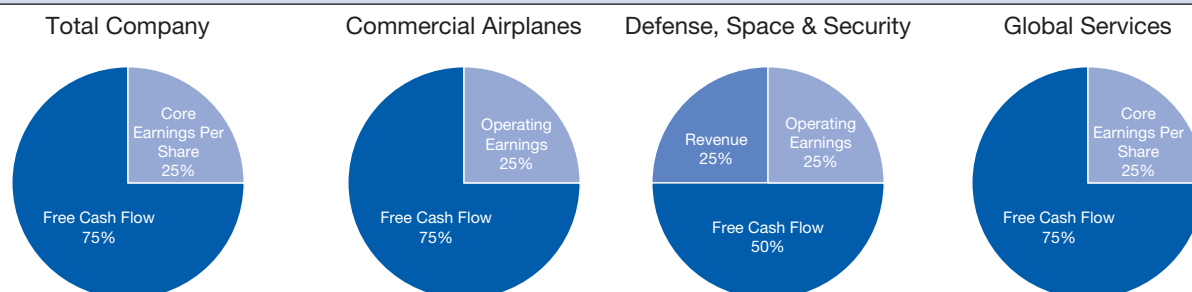 Total Company
Core
Earnings Per
Share
25%
Free Cash Flow
75%
Commercial Airplanes
Operating
Earnings
25%
Free Cash Flow
75%
Defense, Space & Security
Revenue
25%
Operating
Earnings
25%
Free Cash Flow
50%
Global Services
Core
Earnings Per
Share
25%
Free Cash Flow
75%